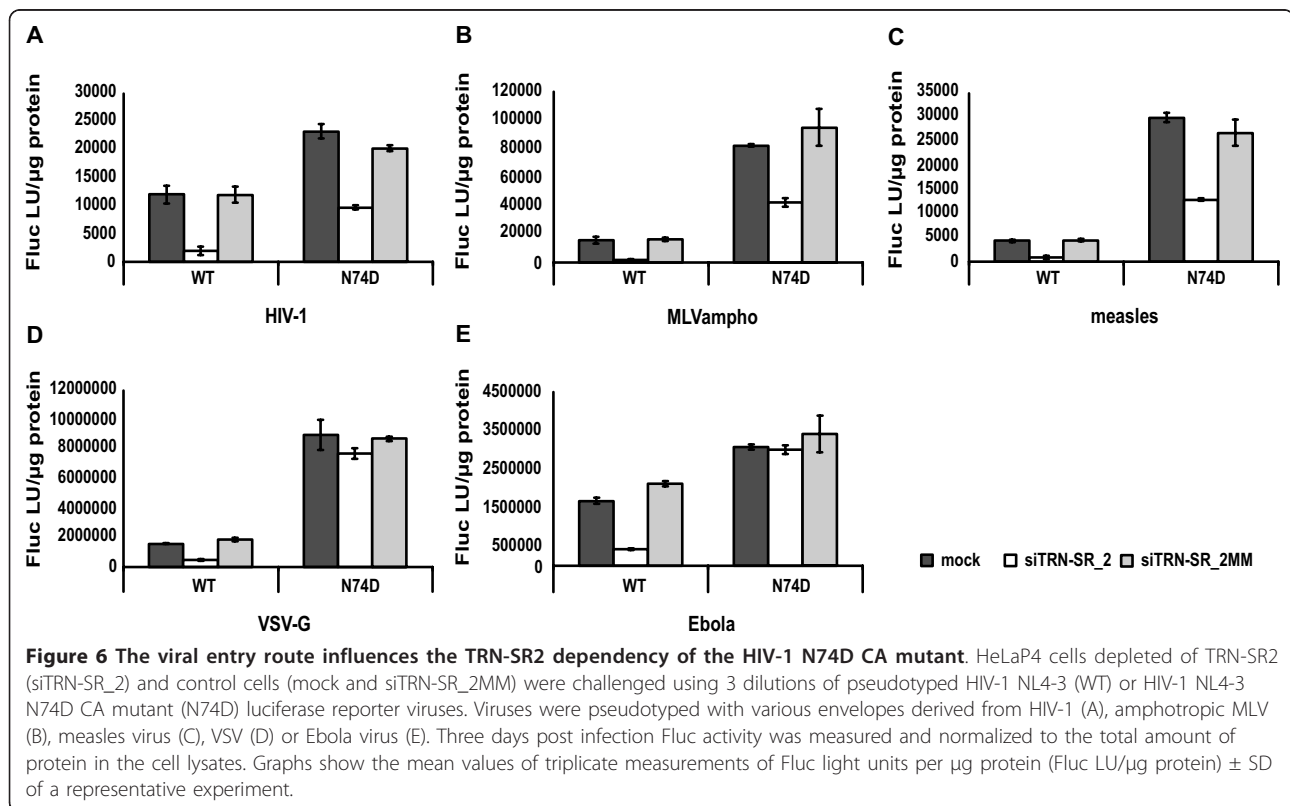 A
Fluc LU/µg protein
30000
25000
20000
15000
10000
5000
0
WT
N74D
HIV-1
B
Fluc LU/µg protein
120000
100000
80000
60000
40000
20000
0
WT
N74D
MLVampho
C
Fluc LU/µg protein
35000
30000
25000
20000
15000
10000
5000
0
WT
N74D
measles
D
Fluc LU/µg protein
12000000
10000000
8000000
6000000
4000000
2000000
0
WT
N74D
VSV-G
E
Fluc LU/µg protein
4500000
3500000
2500000
1500000
500000
0
WT
N74D
Ebola
mock siTRN-SR_2 siTRN-SR_2MM
Figure 6 The viral entry route influences the TRN-SR2 dependency of the HIV-1 N74D CA mutant. HeLaP4 cells depleted of TRN-SR2
(siTRN-SR_2) and control cells (mock and siTRN-SR_2MM) were challenged using 3 dilutions of pseudotyped HIV-1 NL4-3 (WT) or HIV-1 NL4-3
N74D CA mutant (N74D) luciferase reporter viruses. Viruses were pseudotyped with various envelopes derived from HIV-1 (A), amphotropic MLV
(B), measles virus (C), VSV (D) or Ebola virus (E). Three days post infection Fluc activity was measured and normalized to the total amount of
protein in the cell lysates. Graphs show the mean values of triplicate measurements of Fluc light units per µg protein (Fluc LU/µg protein) ± SD
of a representative experiment.